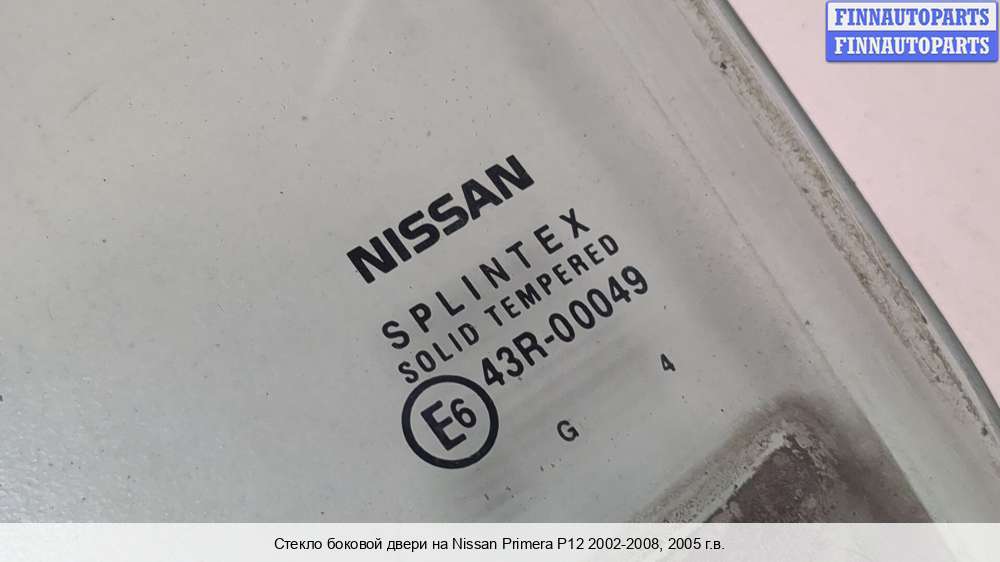 FINNAUTOPARTS
FINNAUTOPARTS
NISSAN
SPLINTEX
SOLID TEMPERED
E6 43R-00049
G 4
Стекло боковой двери на Nissan Primera P12 2002-2008, 2005 г.в.